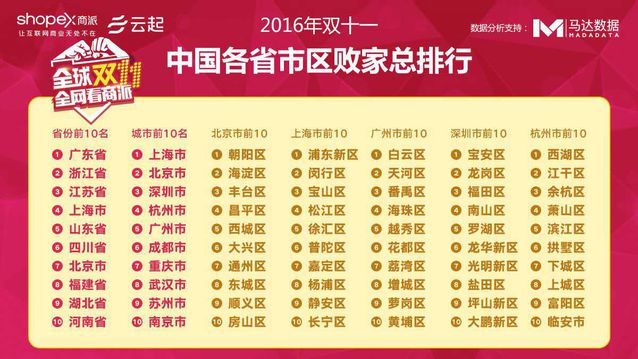 shopex商派 云起
让互联网商业无处不在
2016年双十一
数据分析支持： 马达数据
MADADATA
中国各省市区败家总排行
全球双11
全网看商派
省份前10名 城市前10名 北京市前10 上海市前10 广州市前10 深圳市前10 杭州市前10
1 广东省 1 上海市 1 朝阳区 1 浦东新区 1 白云区 1 宝安区 1 西湖区
2 浙江省 2 北京市 2 海淀区 2 闵行区 2 天河区 2 龙岗区 2 江干区
3 江苏省 3 深圳市 3 丰台区 3 宝山区 3 番禺区 3 福田区 3 余杭区
4 上海市 4 杭州市 4 昌平区 4 松江区 4 海珠区 4 南山区 4 萧山区
5 山东省 5 广州市 5 西城区 5 徐汇区 5 越秀区 5 罗湖区 5 滨江区
6 四川省 6 成都市 6 大兴区 6 普陀区 6 花都区 6 龙华新区 6 拱墅区
7 北京市 7 重庆市 7 通州区 7 嘉定区 7 荔湾区 7 光明新区 7 下城区
8 福建省 8 武汉市 8 东城区 8 杨浦区 8 增城区 8 盐田区 8 上城区
9 湖北省 9 苏州市 9 顺义区 9 静安区 9 萝岗区 9 坪山新区 9 富阳区
10 河南省 10 南京市 10 房山区 10 长宁区 10 黄埔区 10 大鹏新区 10 临安市